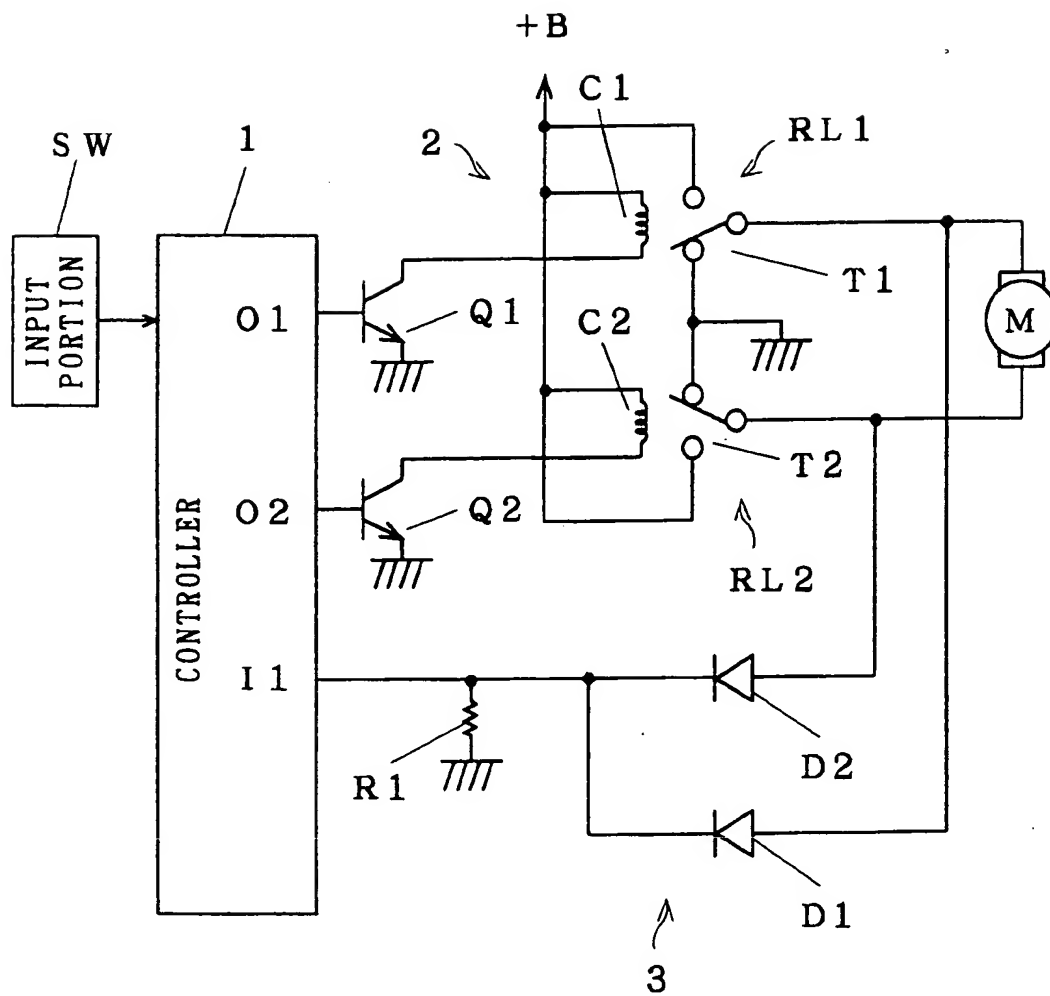 +B
C1
SW
1
2
RL1
INPUT
PORTION
O1
Q1
T1
C2
M
O2
Q2
T2
RL2
CONTROLLER
I1
R1
D2
D1
3